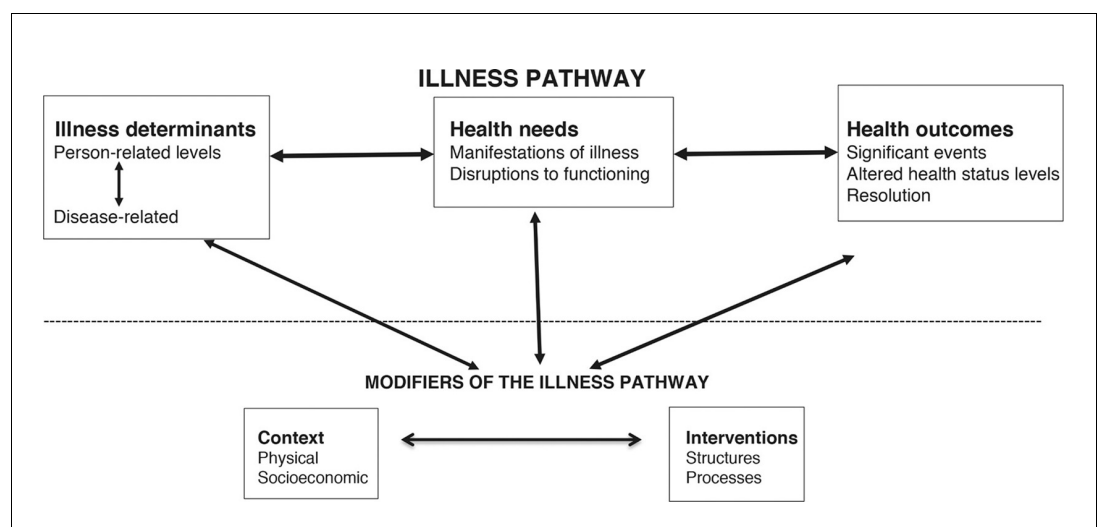 ILLNESS PATHWAY
Illness determinants
Person-related levels
Disease-related
Health needs
Manifestations of illness
Disruptions to functioning
Health outcomes
Significant events
Altered health status levels
Resolution
MODIFIERS OF THE ILLNESS PATHWAY
Context
Physical
Socioeconomic
Interventions
Structures
Processes